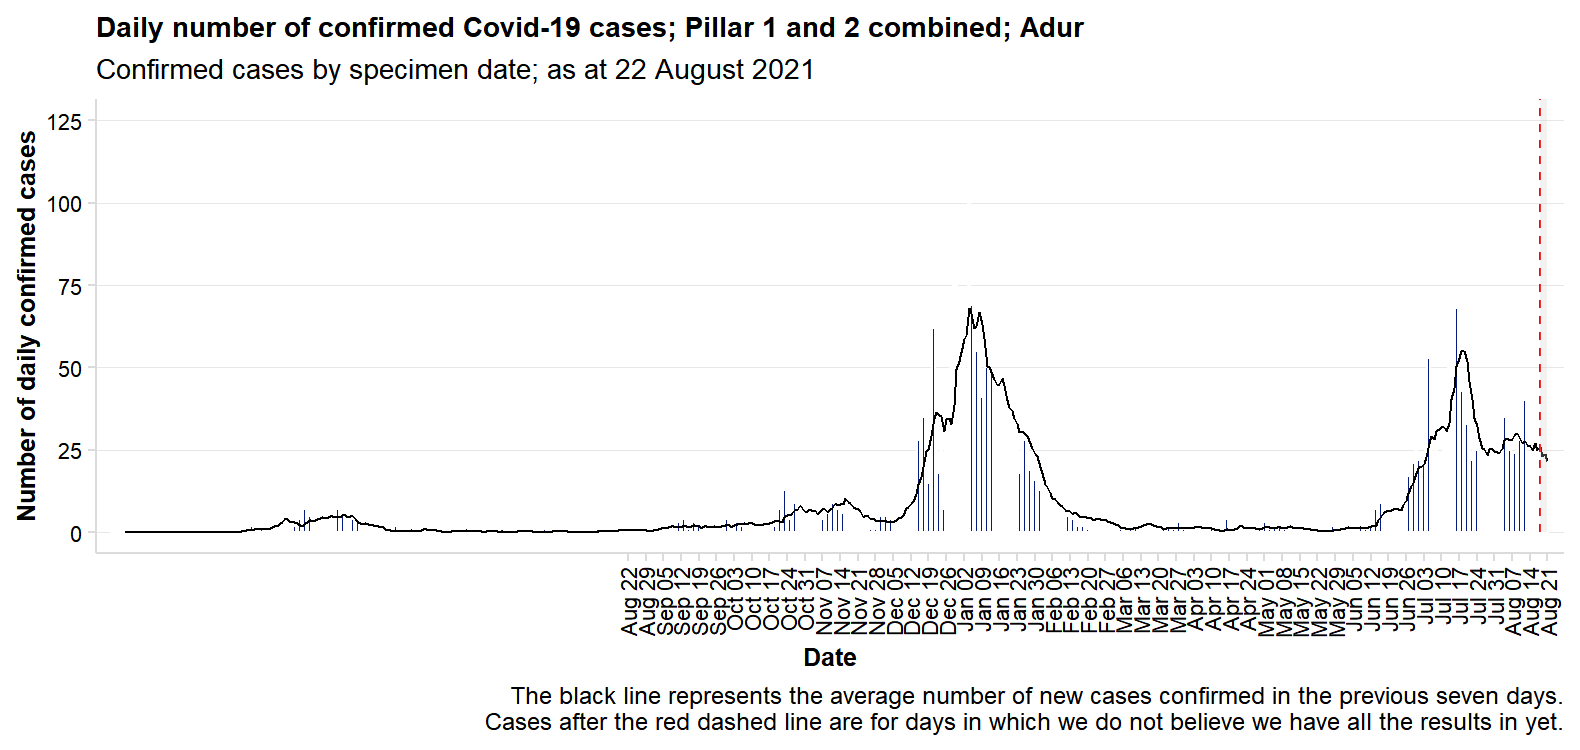 Daily number of confirmed Covid-19 cases; Pillar 1 and 2 combined; Adur
Confirmed cases by specimen date; as at 22 August 2021
Number of daily confirmed cases
125
100
75
50
25
0
Aug 22
Aug 29
Sep 05
Sep 12
Sep 19
Sep 26
Oct 03
Oct 10
Oct 17
Oct 24
Oct 31
Nov 07
Nov 14
Nov 21
Nov 28
Dec 05
Dec 12
Dec 19
Dec 26
Jan 02
Jan 09
Jan 16
Jan 23
Jan 30
Feb 06
Feb 13
Feb 20
Feb 27
Mar 06
Mar 13
Mar 20
Mar 27
Apr 03
Apr 10
Apr 17
Apr 24
May 01
May 08
May 15
May 22
May 29
Jun 05
Jun 12
Jun 19
Jun 26
Jul 03
Jul 10
Jul 17
Jul 24
Jul 31
Aug 07
Aug 14
Aug 21
Date
The black line represents the average number of new cases confirmed in the previous seven days.
Cases after the red dashed line are for days in which we do not believe we have all the results in yet.